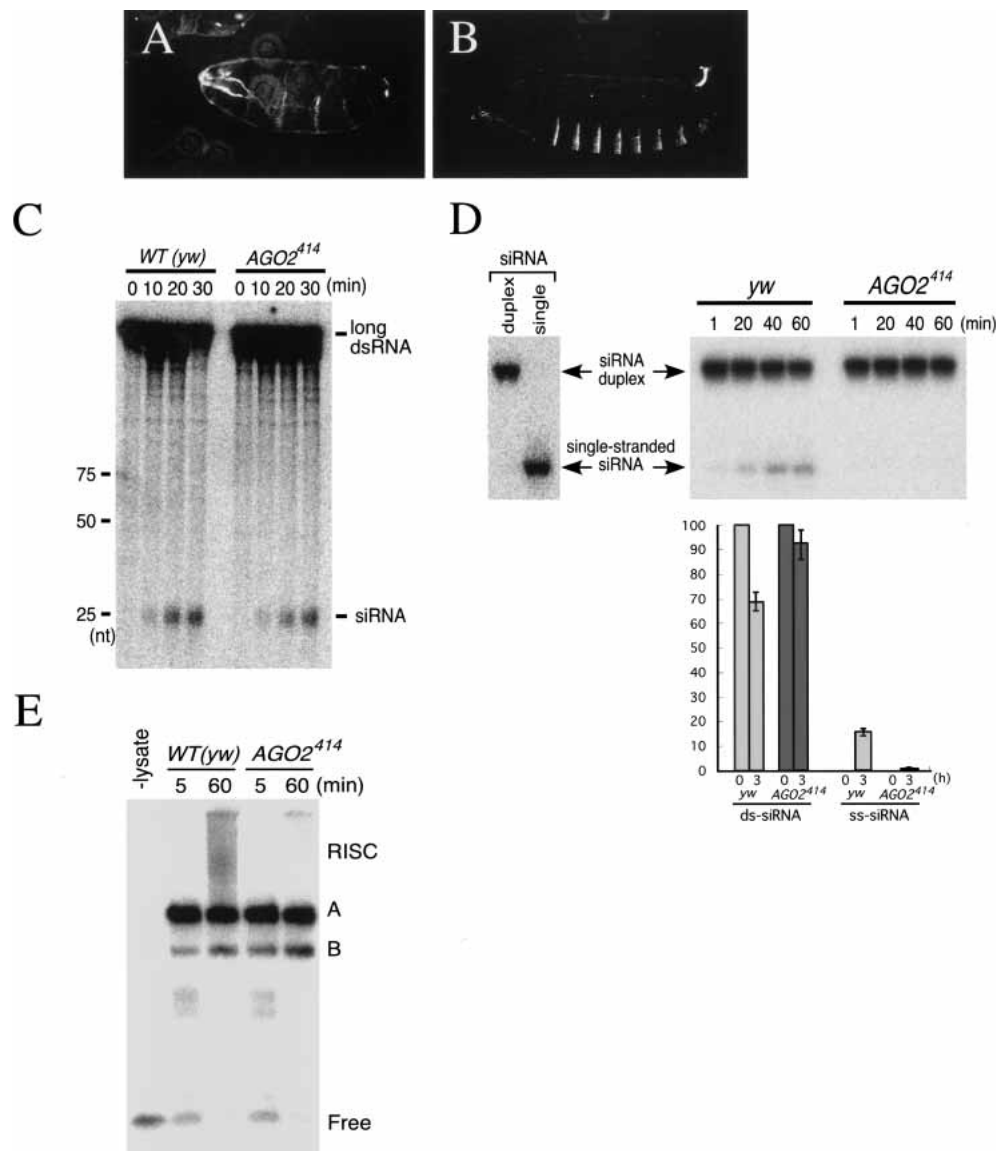 A
B
C
WT (yw) AGO2⁴¹⁴
0 10 20 30 0 10 20 30 (min)
long
dsRNA
75
50
25
(nt)
siRNA
D
siRNA
duplex
single
yw AGO2⁴¹⁴
1 20 40 60 1 20 40 60 (min)
siRNA
duplex
single-stranded
siRNA
100
90
80
70
60
50
40
30
20
10
0
0 3 0 3 0 3 0 3 (h)
yw AGO2⁴¹⁴ yw AGO2⁴¹⁴
ds-siRNA ss-siRNA
E
-lysate
WT(yw) AGO2⁴¹⁴
5 60 5 60 (min)
RISC
A
B
Free